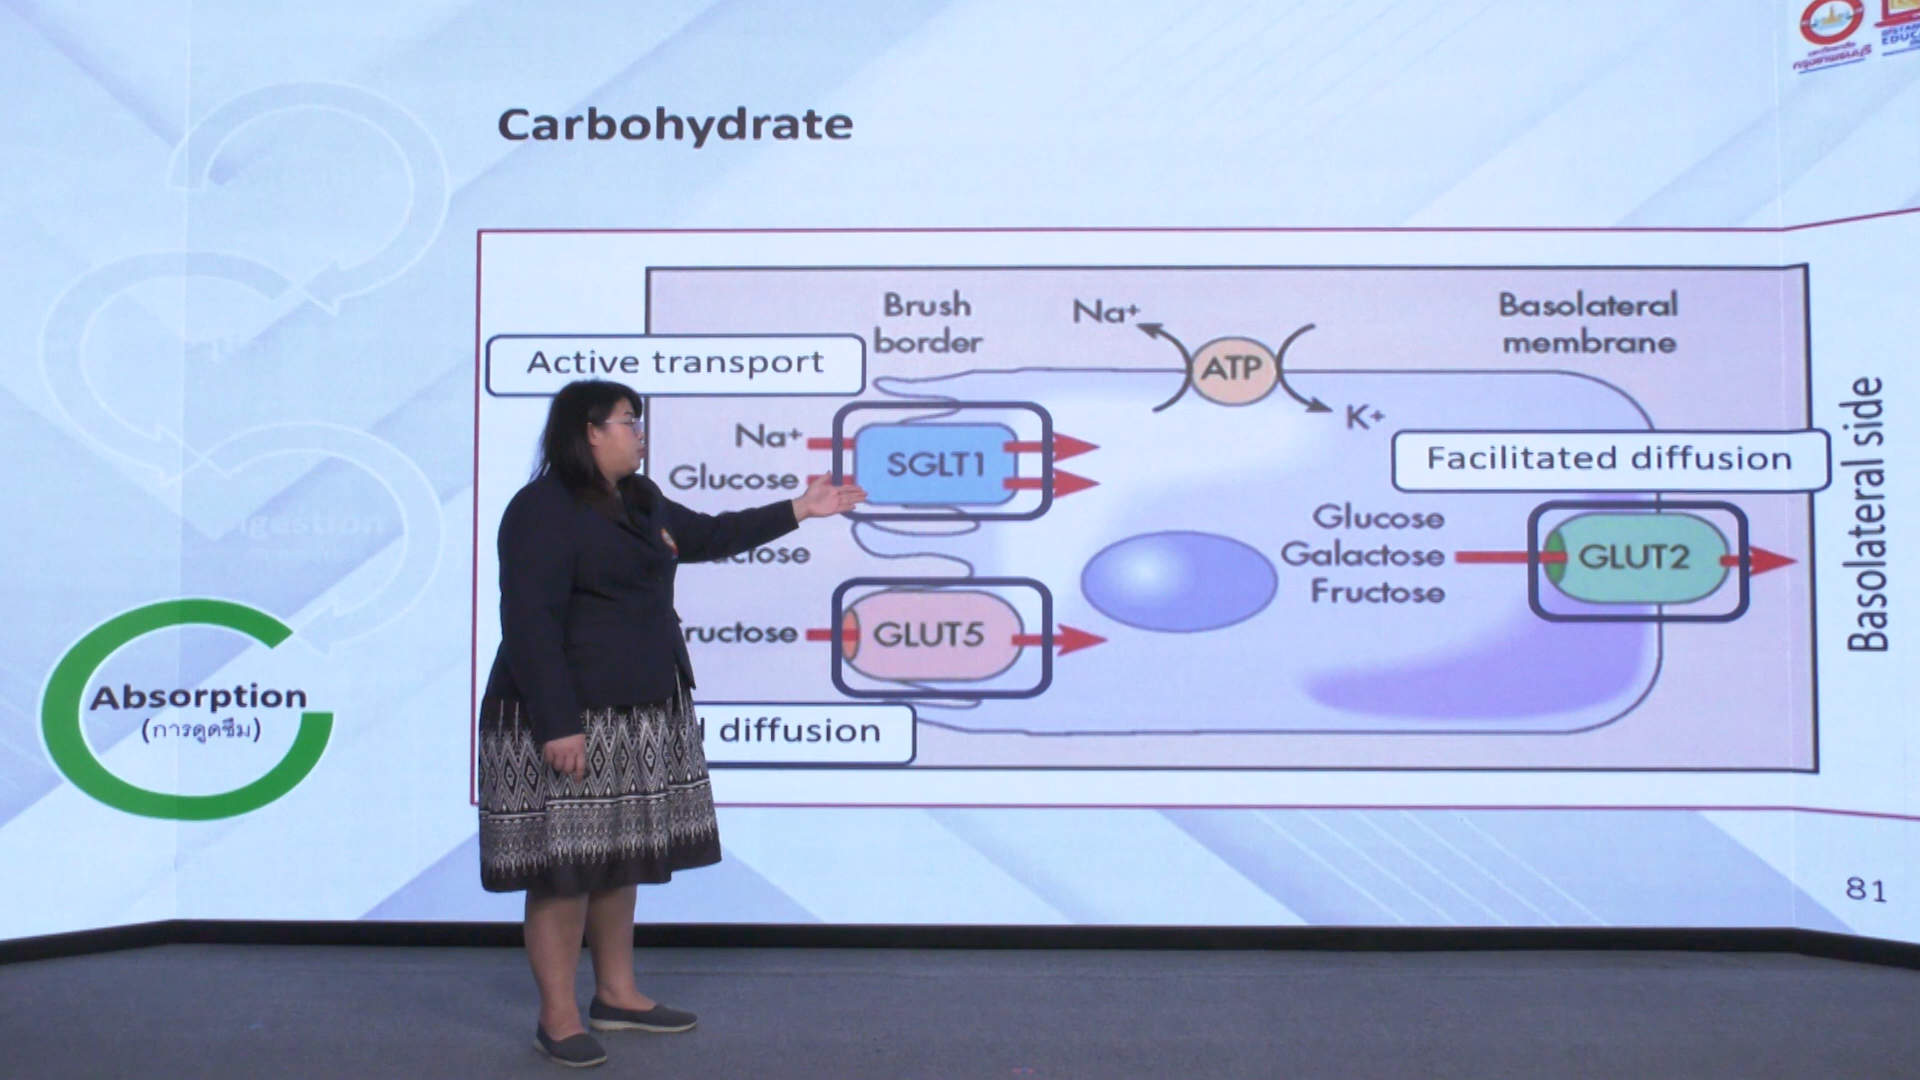 Carbohydrate
Brush
border
Na+
ATP
K+
Basolateral
membrane
Active transport
Na+
Glucose
SGLT1
Facilitated diffusion
Glucose
Galactose
Fructose
GLUT2
GLUT5
diffusion
Basolateral side
Absorption
(การดูดซึม)
81